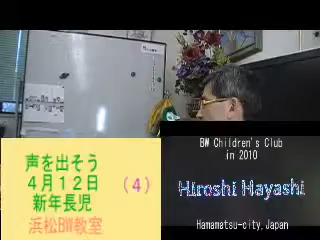 声を出そう
4月12日 (4)
新年長児
浜松BW教室
BW Children's Club
in 2010
Hiroshi Hayashi
Hamamatsu-city,Japan